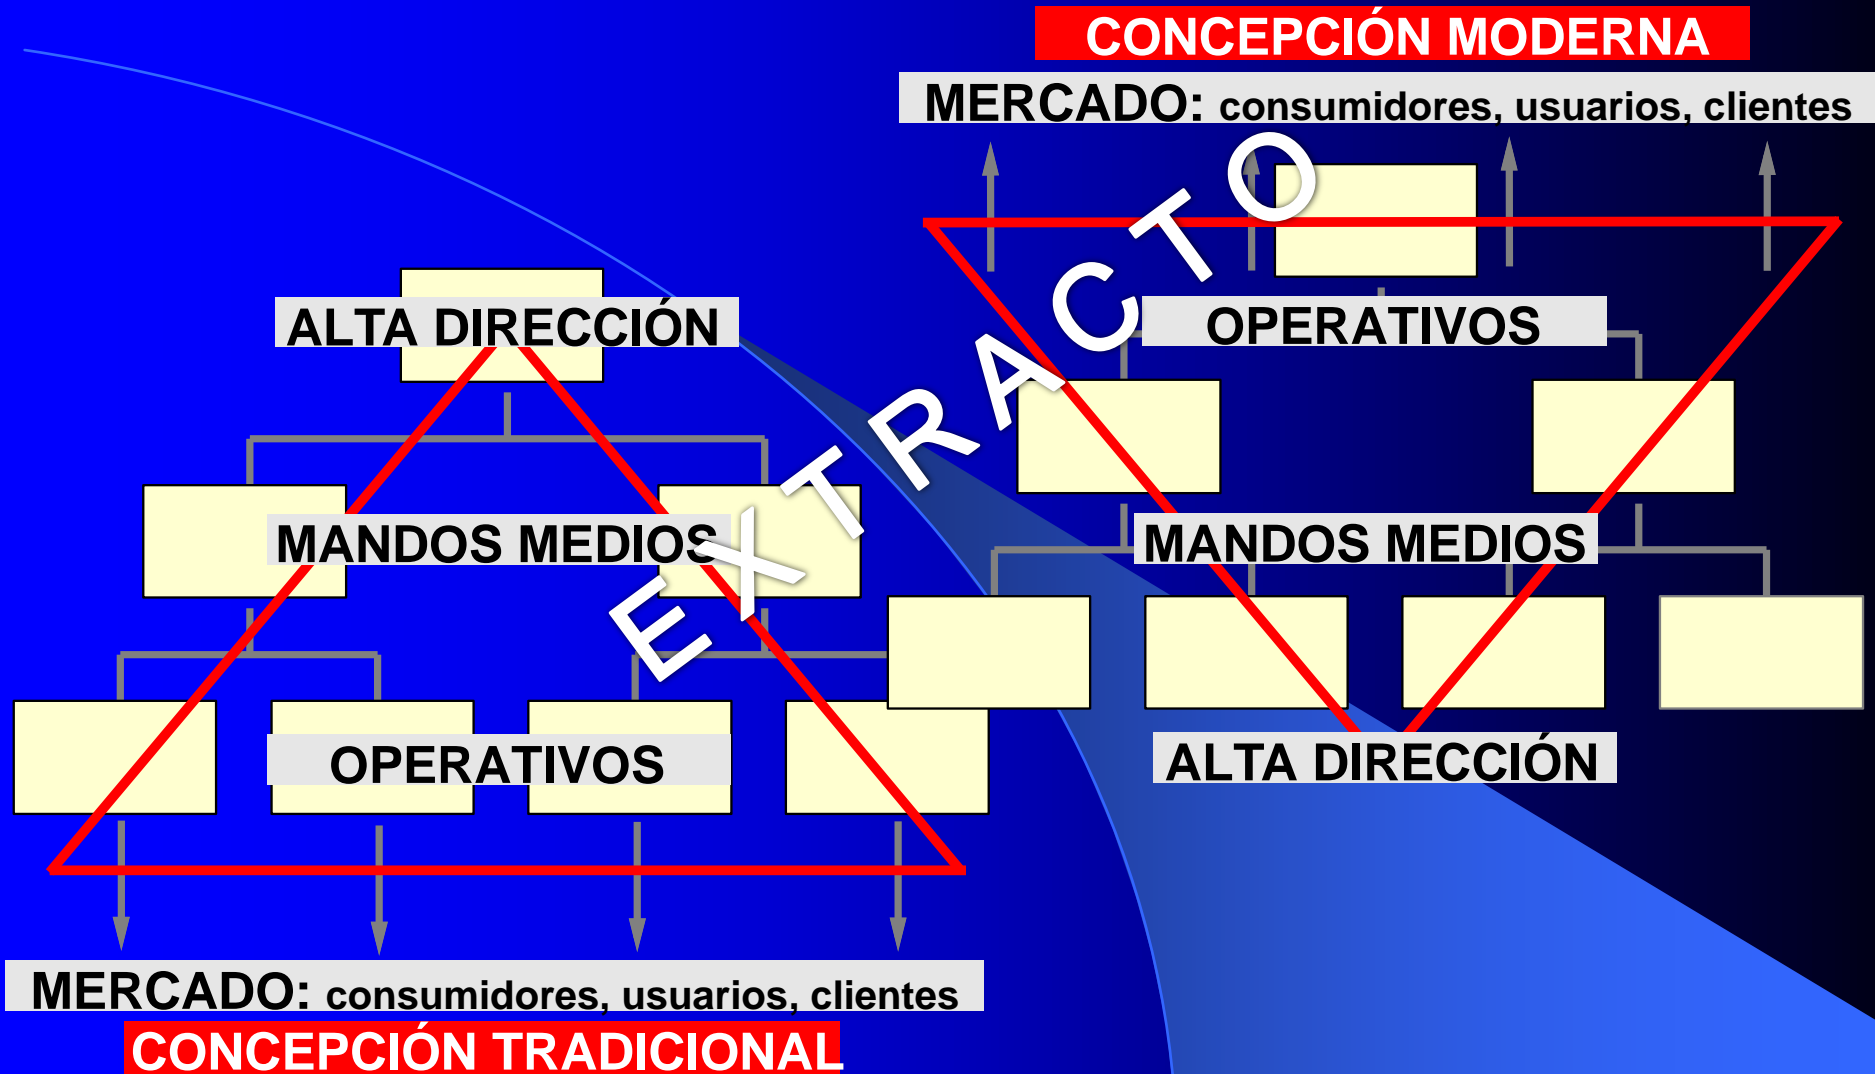 CONCEPCIÓN MODERNA
MERCADO: consumidores, usuarios, clientes
OPERATIVOS
MANDOS MEDIOS
ALTA DIRECCIÓN
EXTRACTO
ALTA DIRECCIÓN
MANDOS MEDIOS
OPERATIVOS
MERCADO: consumidores, usuarios, clientes
CONCEPCIÓN TRADICIONAL